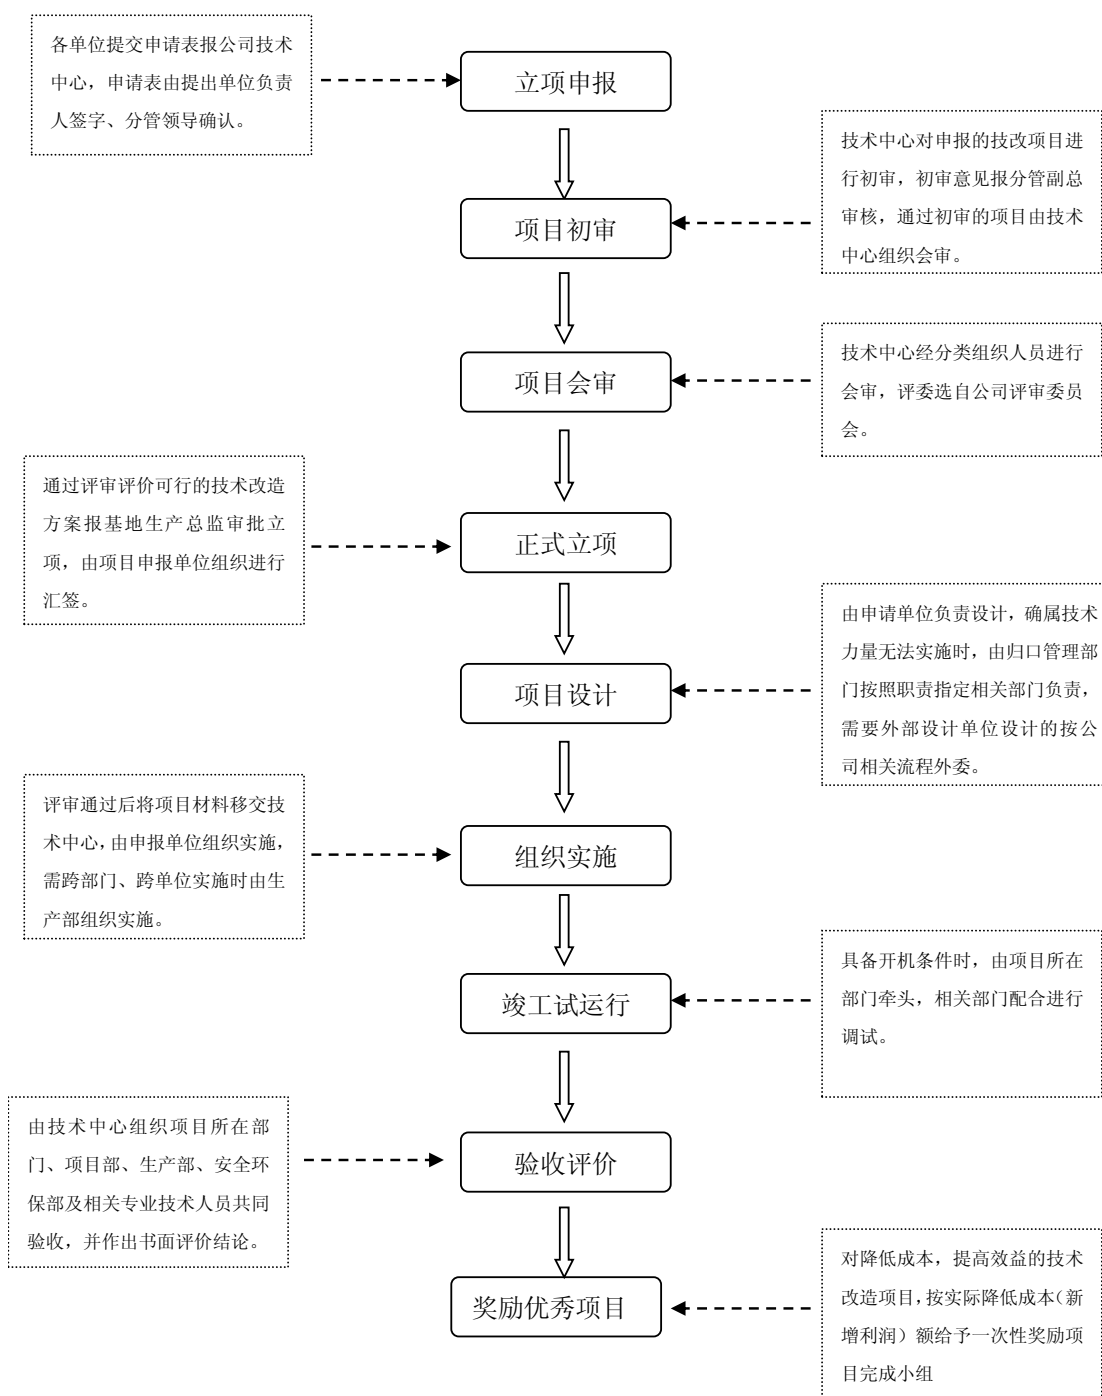 各单位提交申请表报公司技术
中心，申请表由提出单位负责
人签字、分管领导确认。
立项申报
技术中心对申报的技改项目进
行初审，初审意见报分管副总
审核，通过初审的项目由技术
中心组织会审。
项目初审
技术中心经分类组织人员进行
会审，评委选自公司评审委员
会。
项目会审
通过评审评价可行的技术改造
方案报基地生产总监审批立
项，由项目申报单位组织进行
汇签。
正式立项
由申请单位负责设计，确属技术
力量无法实施时，由归口管理部
门按照职责指定相关部门负责，
需要外部设计单位设计的按公
司相关流程外委。
项目设计
评审通过后将项目材料移交技
术中心，由申报单位组织实施，
需跨部门、跨单位实施时由生
产部组织实施。
组织实施
具备开机条件时，由项目所在
部门牵头，相关部门配合进行
调试。
竣工试运行
由技术中心组织项目所在部
门、项目部、生产部、安全环
保部及相关专业技术人员共同
验收，并作出书面评价结论。
验收评价
对降低成本，提高效益的技术
改造项目，按实际降低成本（新
增利润）额给予一次性奖励项
目完成小组
奖励优秀项目